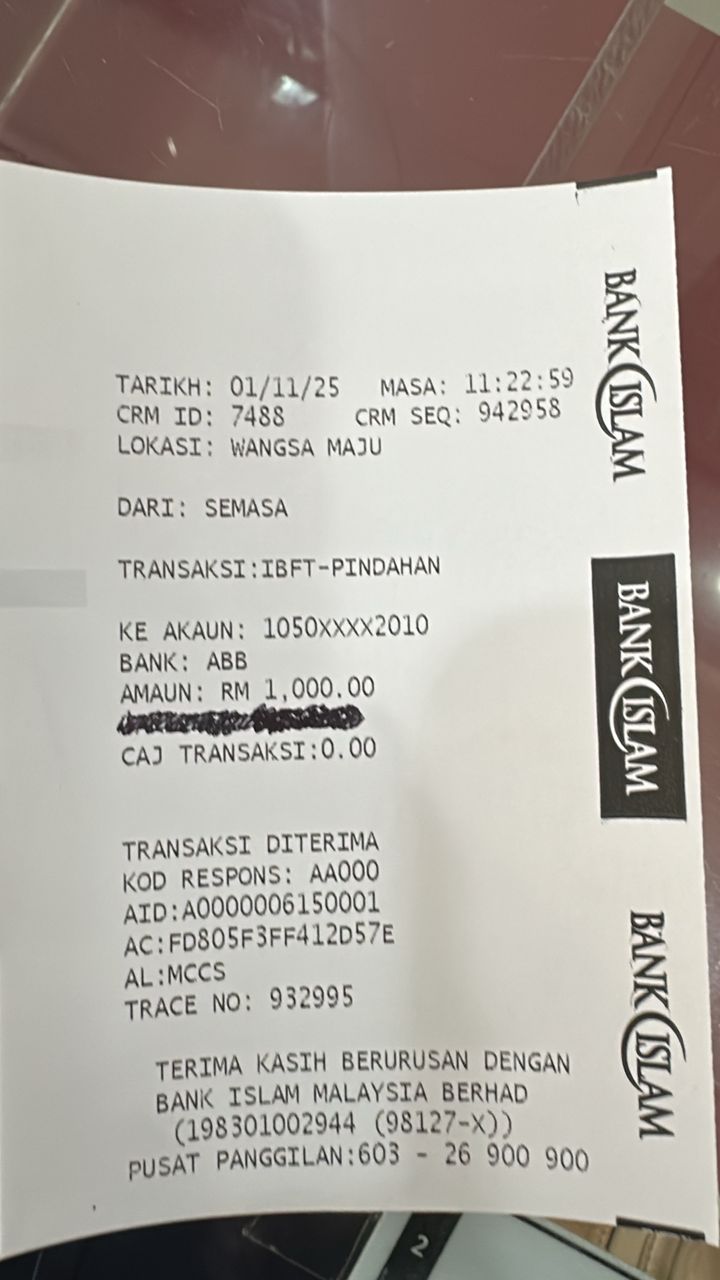 TARIKH: 01/11/25 MASA: 11:22:59
CRM ID: 7488 CRM SEQ: 942958
LOKASI: WANGSA MAJU
DARI: SEMASA
TRANSAKSI:IBFT-PINDAHAN
KE AKAUN: 1050XXXX2010
BANK: ABB
AMAUN: RM 1,000.00
CAJ TRANSAKSI:0.00
TRANSAKSI DITERIMA
KOD RESPONS: AA000
AID:A0000006150001
AC:FD805F3FF412D57E
AL:MCCS
TRACE NO: 932995
TERIMA KASIH BERURUSAN DENGAN
BANK ISLAM MALAYSIA BERHAD
(198301002944 (98127-X))
PUSAT PANGGILAN:603 - 26 900 900
BANK ISLAM
BANK ISLAM
BANK ISLAM
2